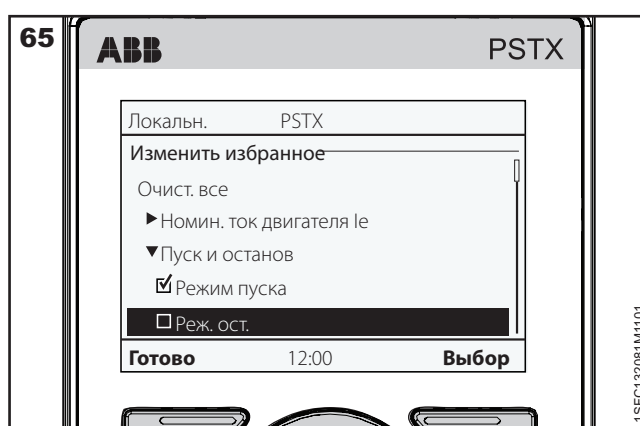 65
ABB PSTX
Локальн. PSTX
Изменить избранное
Очист. все
▶Номин. ток двигателя Ie
▼Пуск и останов
☑Режим пуска
☐Реж. ост.
Готово 12:00 Выбор
1SFC132081M1101